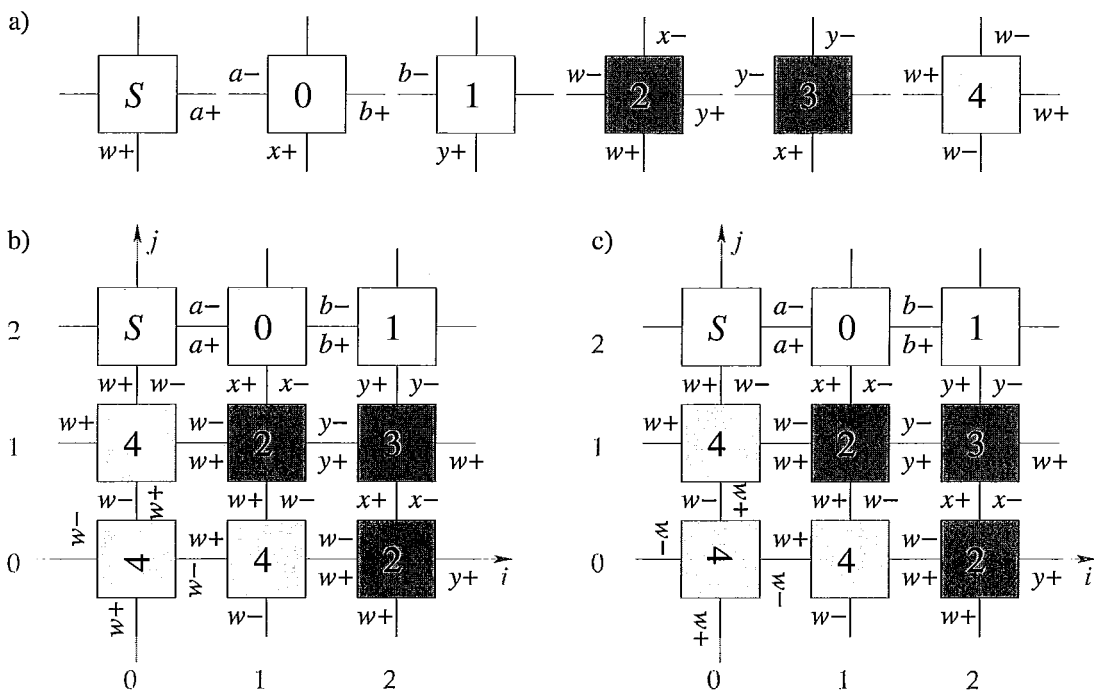 a)
x− y− w−
a− b− w− y− w+
S 0 1 2 3 4
a+ b+ y+ w+
w+ x+ y+ w+ x+ w−
b)
j
a− b−
S 0 1
2
a+ b+
w+ w− x+ x− y+ y−
w+ w− y−
1 4 2 3
w+ y+ w+
w− w+ w+ w− x+ x−
w− w+ w−
0 4 4 2
w− w+ y+ i
w+ w− w+
0 1 2
c)
j
a− b−
S 0 1
2
a+ b+
w+ w− x+ x− y+ y−
w+ w− y−
1 4 2 3
w+ y+ w+
w− w+ w+ w− x+ x−
w− w+ w−
0 4 4 2
w− w+ y+ i
w+ w− w+
0 1 2